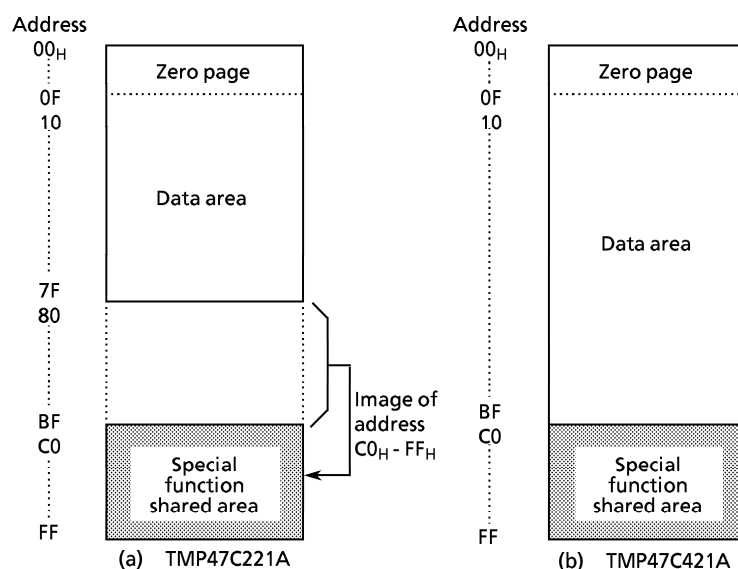 Address
00H
0F
10
7F
80
BF
C0
FF
Zero page
Data area
Image of
address
C0H - FFH
Special
function
shared area
(a) TMP47C221A
Address
00H
0F
10
BF
C0
FF
Zero page
Data area
Special
function
shared area
(b) TMP47C421A